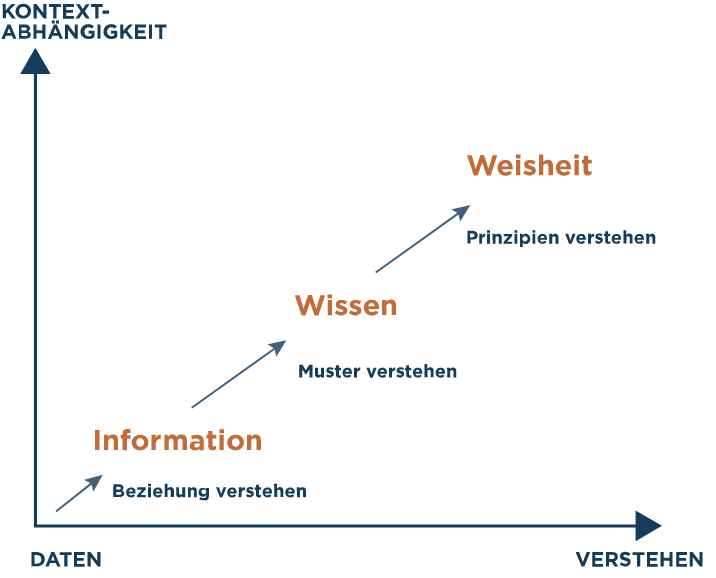 KONTEXT-
ABHÄNGIGKEIT
Weisheit
Prinzipien verstehen
Wissen
Muster verstehen
Information
Beziehung verstehen
DATEN
VERSTEHEN